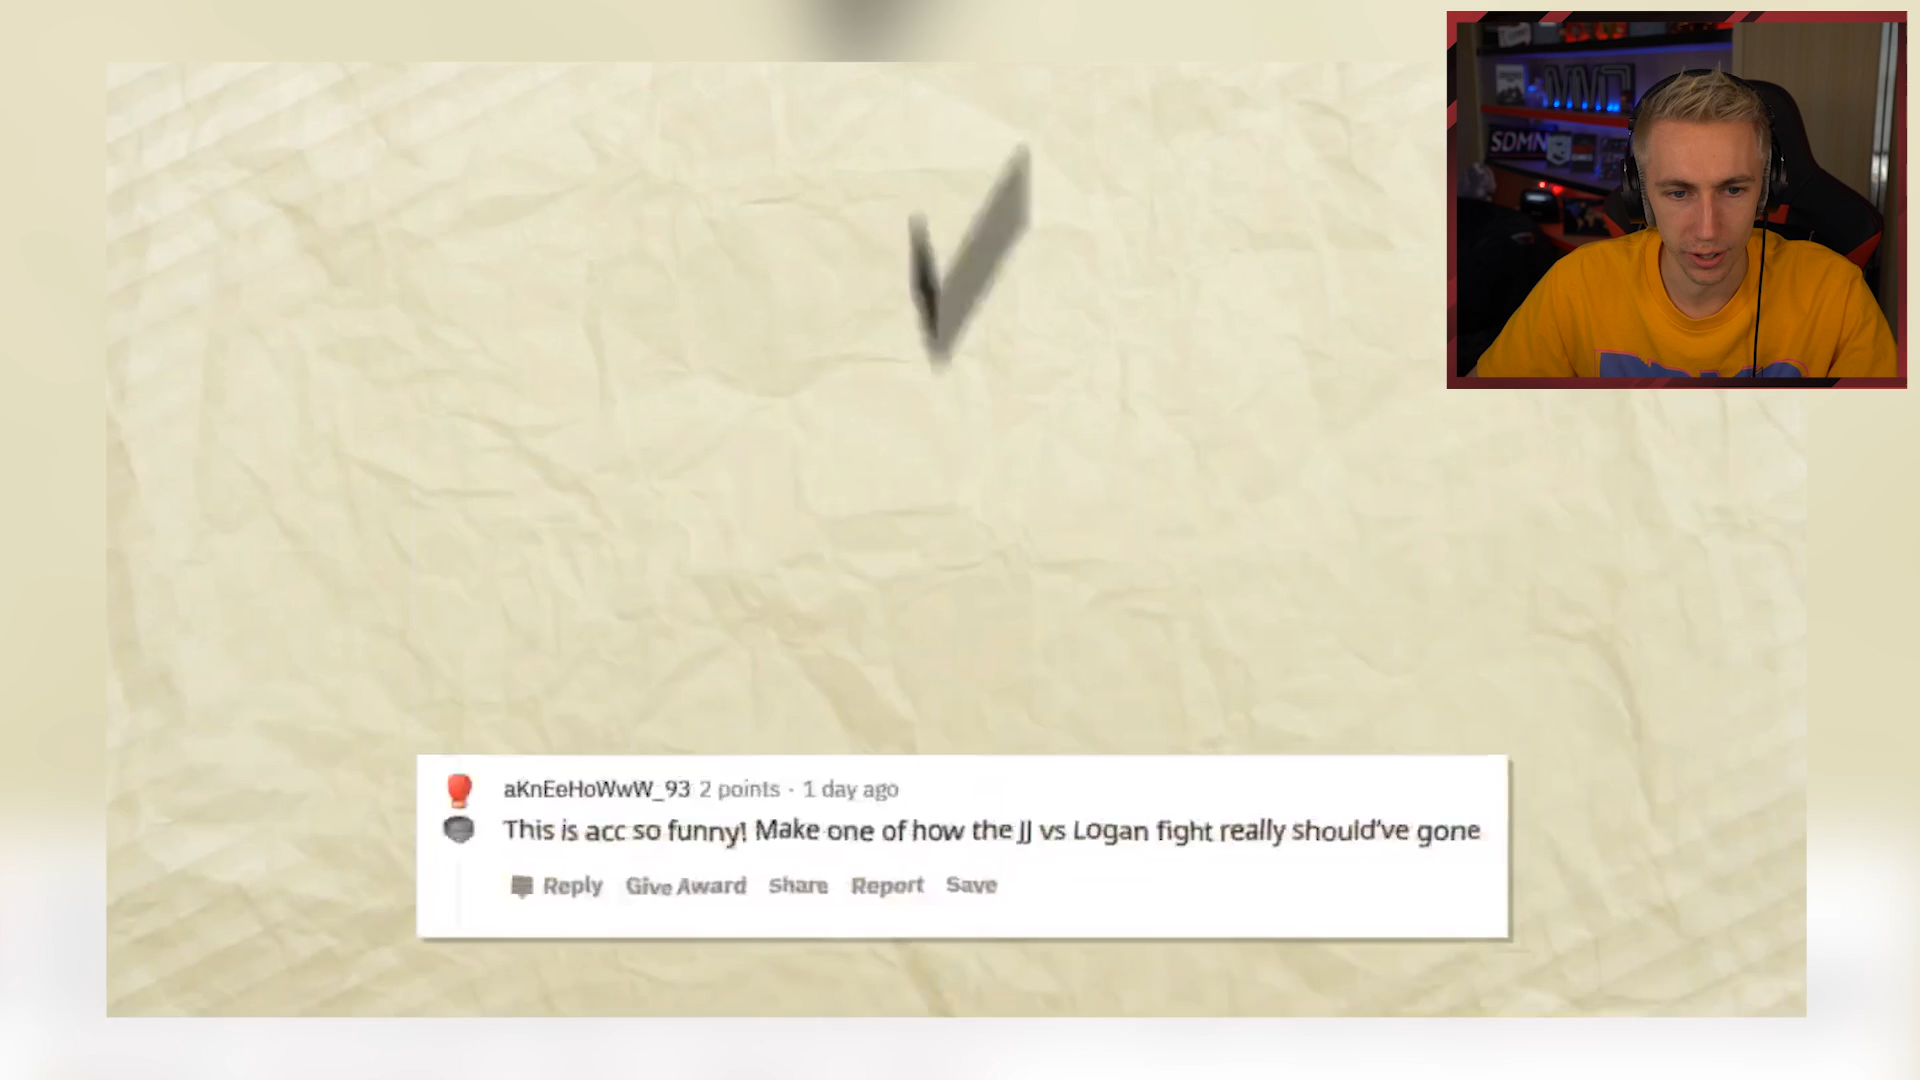 SDMN
aKnEeHoWwW_93 2 points · 1 day ago
This is acc so funny! Make one of how the JJ vs Logan fight really should've gone
Reply Give Award Share Report Save